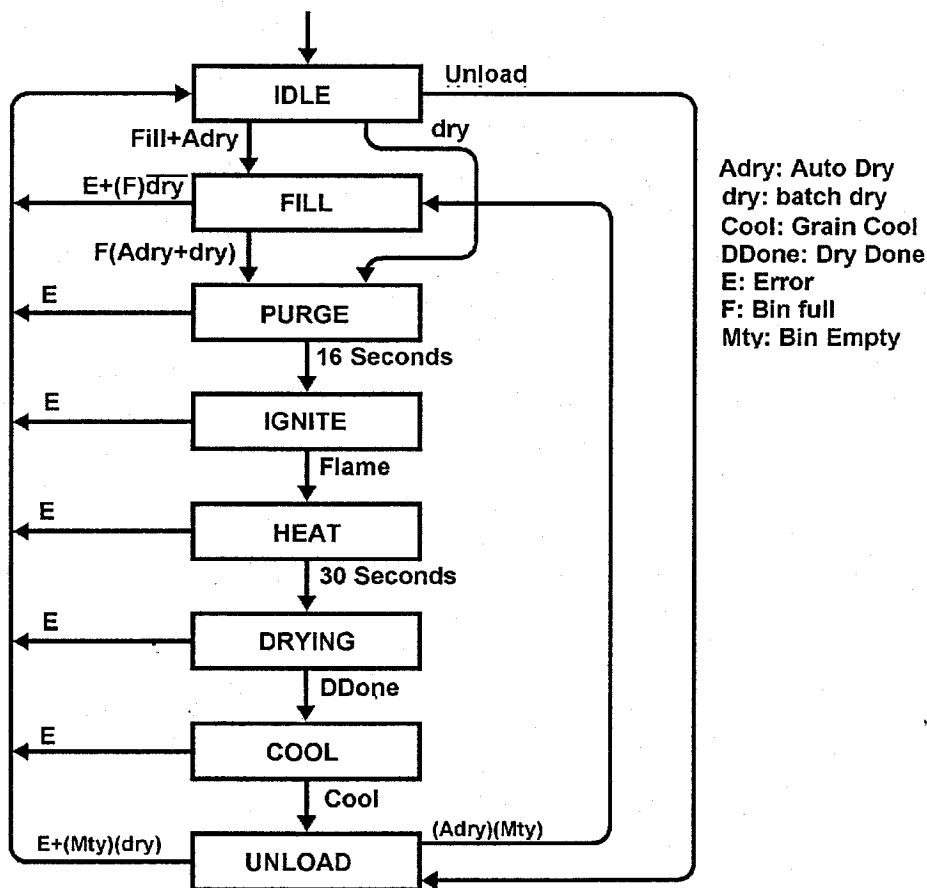 IDLE
Unload
Fill+Adry
dry
E+(F)d̅r̅y̅
FILL
F(Adry+dry)
E
PURGE
16 Seconds
E
IGNITE
Flame
E
HEAT
30 Seconds
E
DRYING
DDone
E
COOL
Cool
E+(Mty)(dry)
UNLOAD
(Adry)(Mty)
Adry: Auto Dry
dry: batch dry
Cool: Grain Cool
DDone: Dry Done
E: Error
F: Bin full
Mty: Bin Empty